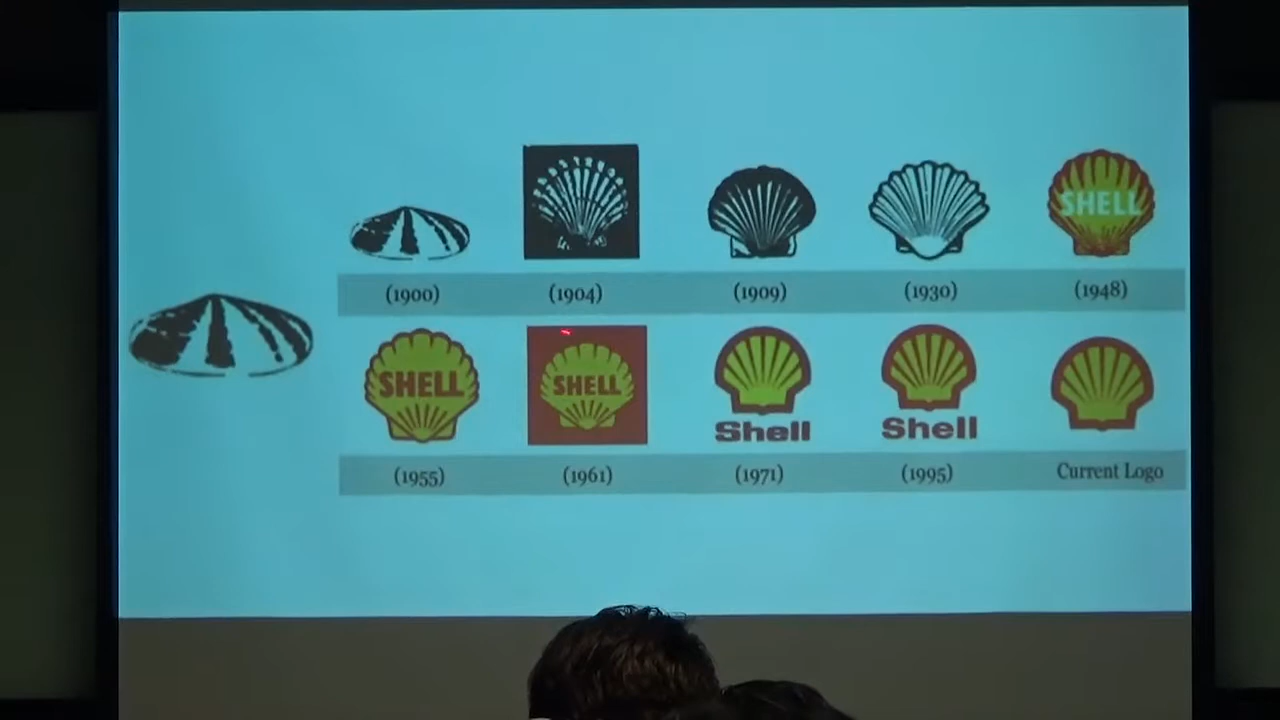 SHELL
(1900) (1904) (1909) (1930) (1948)
SHELL SHELL
Shell Shell
(1955) (1961) (1971) (1995) Current Logo